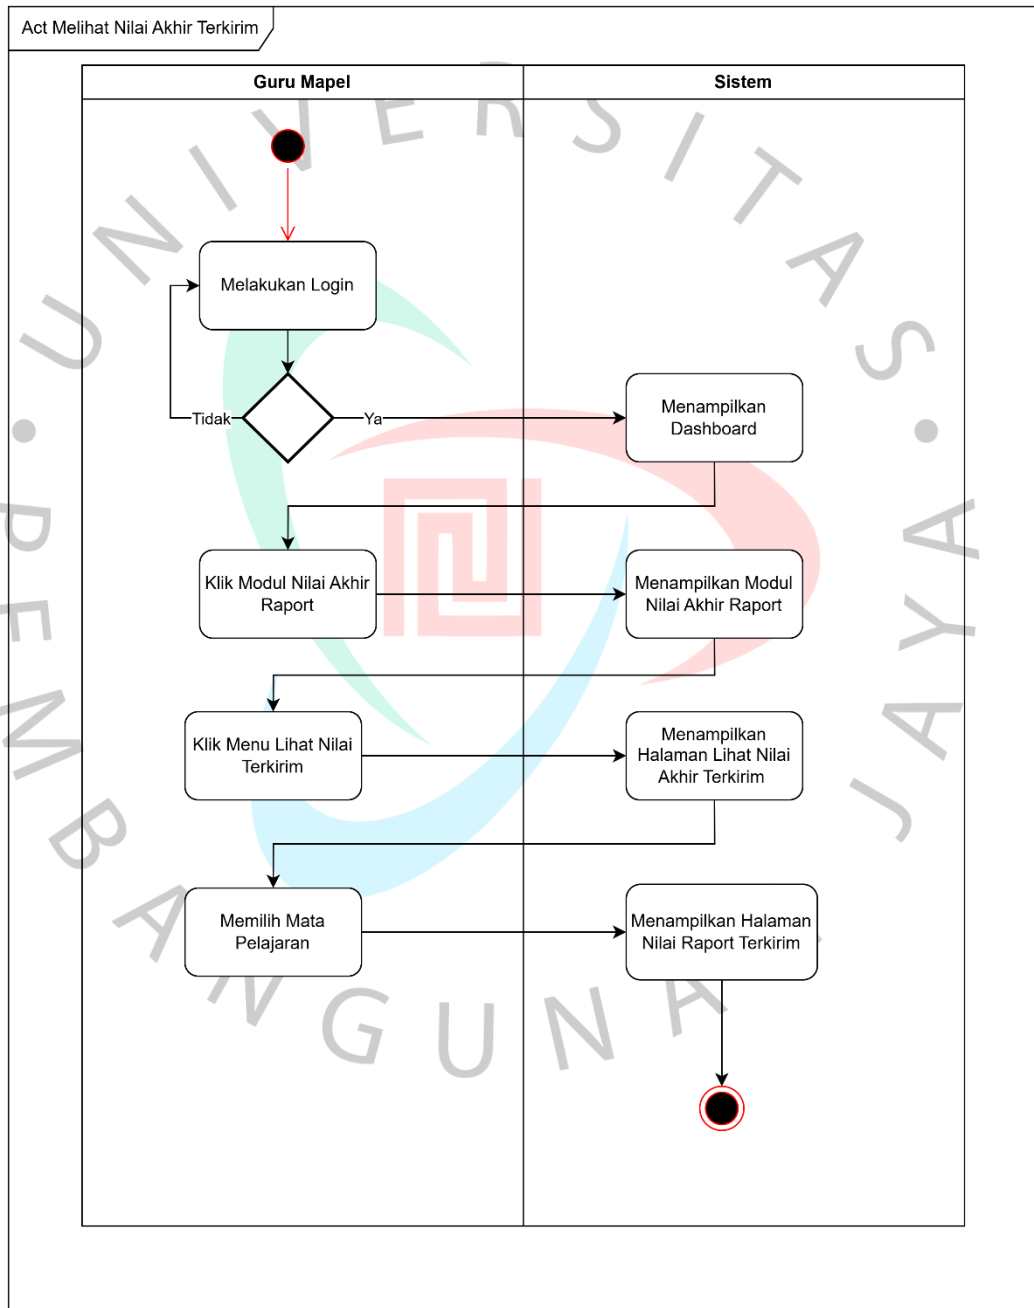 Act Melihat Nilai Akhir Terkirim
Guru Mapel
Sistem
Melakukan Login
Tidak
Ya
Menampilkan
Dashboard
Klik Modul Nilai Akhir
Raport
Menampilkan Modul
Nilai Akhir Raport
Klik Menu Lihat Nilai
Terkirim
Menampilkan
Halaman Lihat Nilai
Akhir Terkirim
Memilih Mata
Pelajaran
Menampilkan Halaman
Nilai Raport Terkirim
UNIVERSITAS
PEMBANGUNAN
JAYA